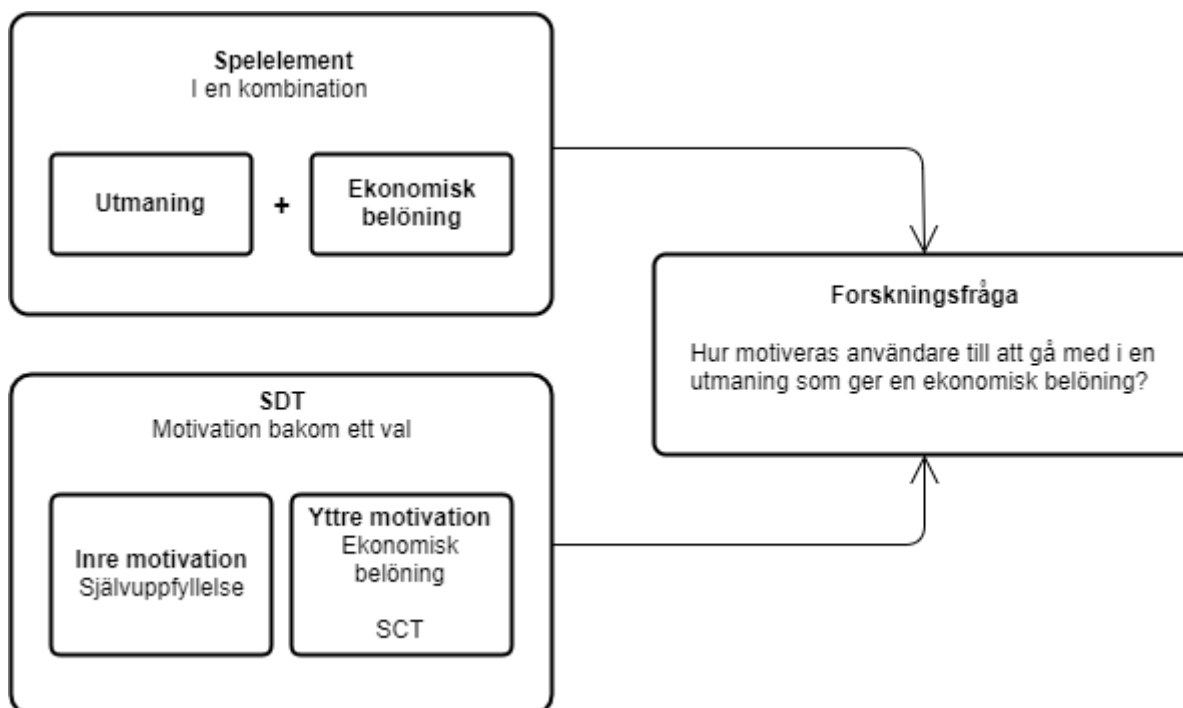 Spelelement
I en kombination
Utmaning
+
Ekonomisk
belöning
Forskningsfråga
Hur motiveras användare till att gå med i en
utmaning som ger en ekonomisk belöning?
SDT
Motivation bakom ett val
Inre motivation
Självuppfyllelse
Yttre motivation
Ekonomisk
belöning
SCT